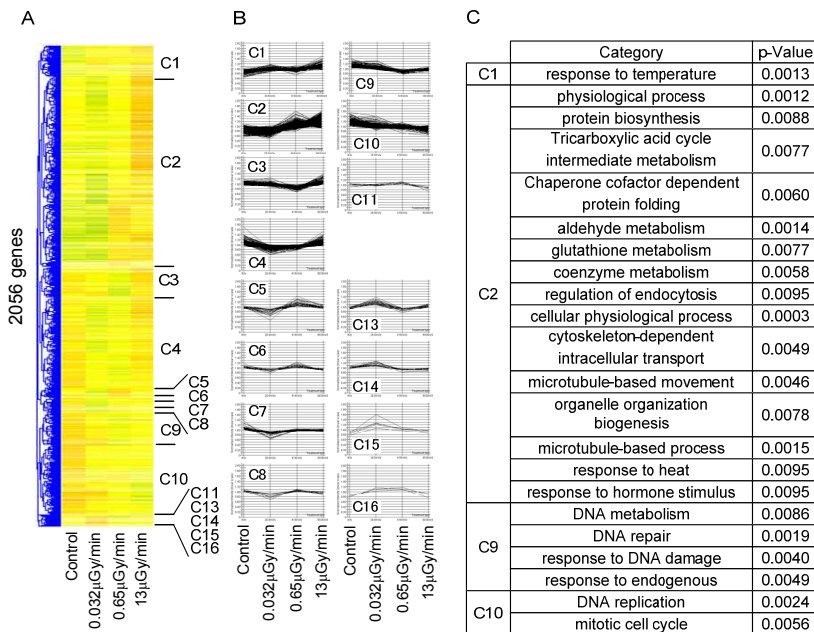 A
2056 genes
C1
C2
C3
C4
C5
C6
C7
C8
C9
C10
C11
C13
C14
C15
C16
Control
0.032µGy/min
0.65µGy/min
13µGy/min
B
C1
C2
C3
C4
C5
C6
C7
C8
C9
C10
C11
C13
C14
C15
C16
Control
0.032µGy/min
0.65µGy/min
13µGy/min
Control
0.032µGy/min
0.65µGy/min
13µGy/min
C
Category p-Value
C1 response to temperature 0.0013
C2
physiological process 0.0012
protein biosynthesis 0.0088
Tricarboxylic acid cycle
intermediate metabolism 0.0077
Chaperone cofactor dependent
protein folding 0.0060
aldehyde metabolism 0.0014
glutathione metabolism 0.0077
coenzyme metabolism 0.0058
regulation of endocytosis 0.0095
cellular physiological process 0.0003
cytoskeleton-dependent
intracellular transport 0.0049
microtubule-based movement 0.0046
organelle organization
biogenesis 0.0078
microtubule-based process 0.0015
response to heat 0.0095
response to hormone stimulus 0.0095
C9
DNA metabolism 0.0086
DNA repair 0.0019
response to DNA damage 0.0040
response to endogenous 0.0049
C10
DNA replication 0.0024
mitotic cell cycle 0.0056